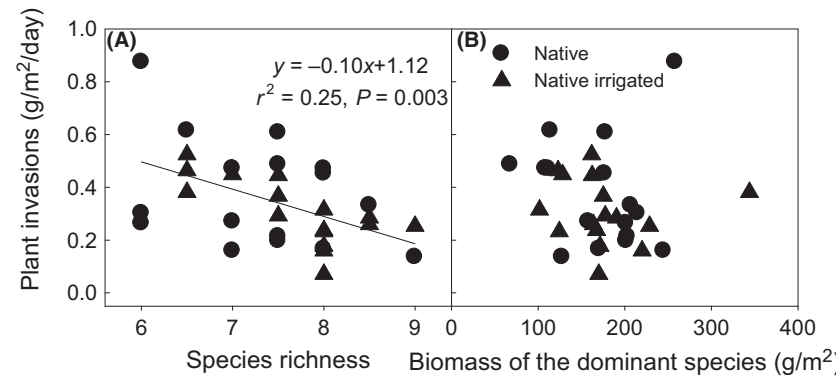 (A)
y = –0.10x+1.12
r² = 0.25, P = 0.003
(B)
Native
Native irrigated
Plant invasions (g/m²/day)
1.0
0.8
0.6
0.4
0.2
0.0
6 7 8 9 0 100 200 300 400
Species richness
Biomass of the dominant species (g/m²)